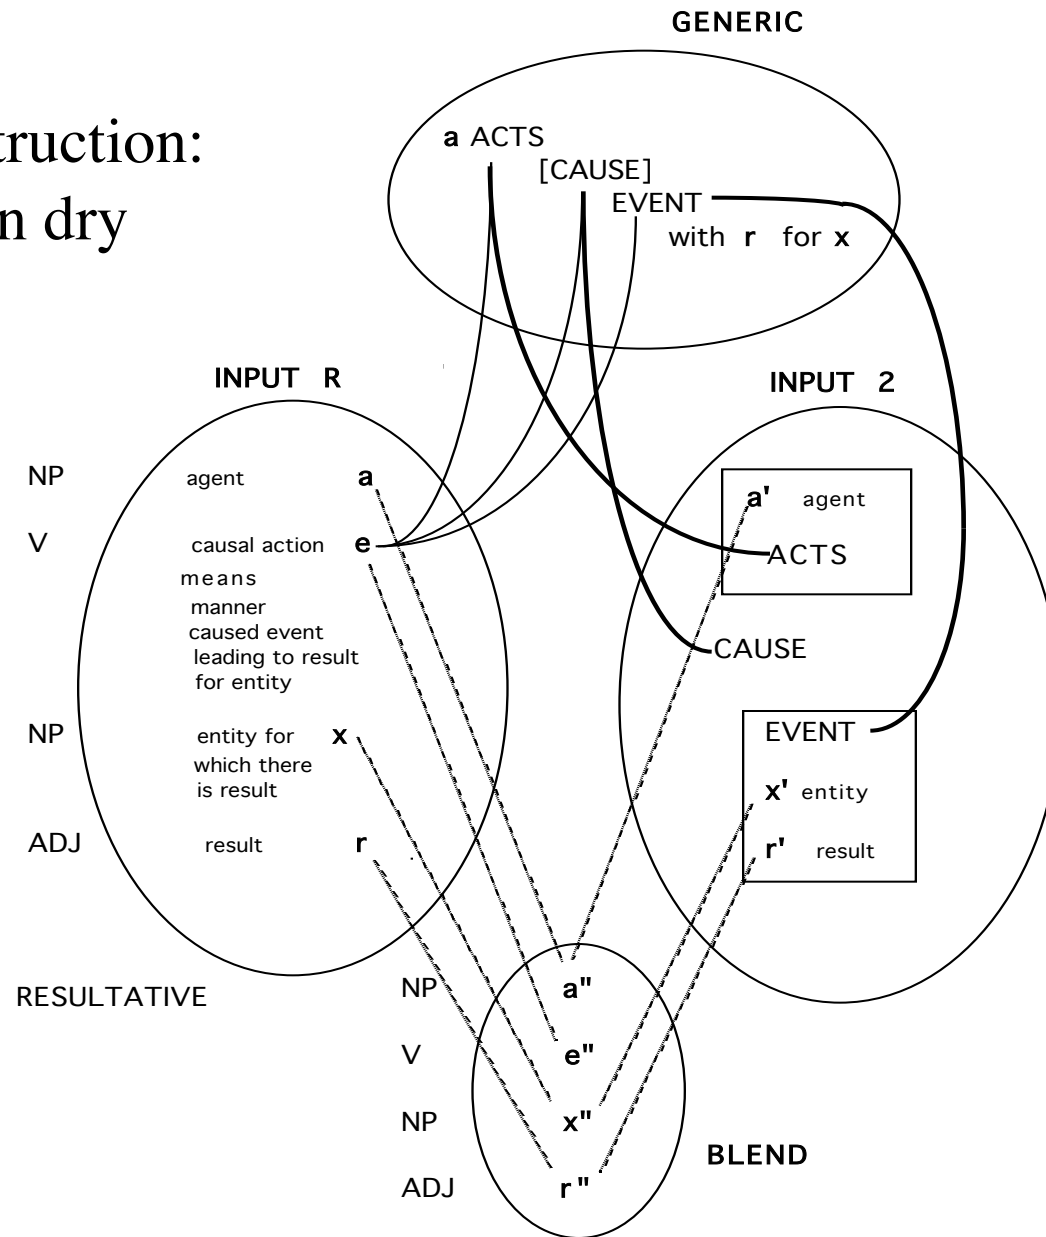 GENERIC
truction:
n dry
a ACTS
[CAUSE]
EVENT
with r for x
INPUT R
NP agent a
V causal action e
means
manner
caused event
leading to result
for entity
NP entity for x
which there
is result
ADJ result r
RESULTATIVE
INPUT 2
a' agent
ACTS
CAUSE
EVENT
x' entity
r' result
NP a"
V e"
NP x"
ADJ r"
BLEND